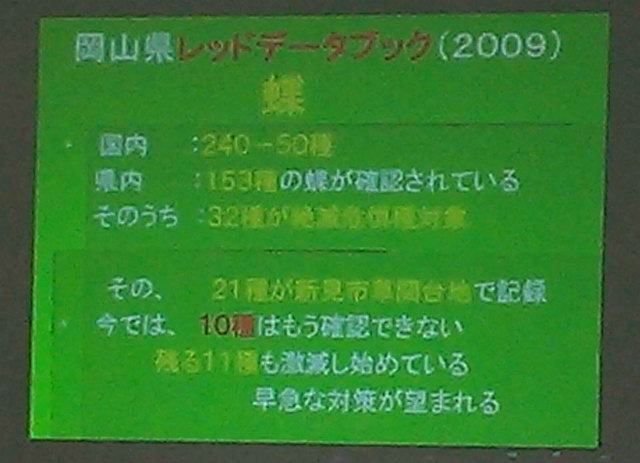 岡山県レッドデータブック(2009)
蝶
国内 :240-50種
県内 :153種の蝶が確認されている
そのうち :32種が絶滅危惧種対象
その、 21種が新見市草間台地で記録
今では、 10種はもう確認できない
残る11種も激減し始めている
早急な対策が望まれる